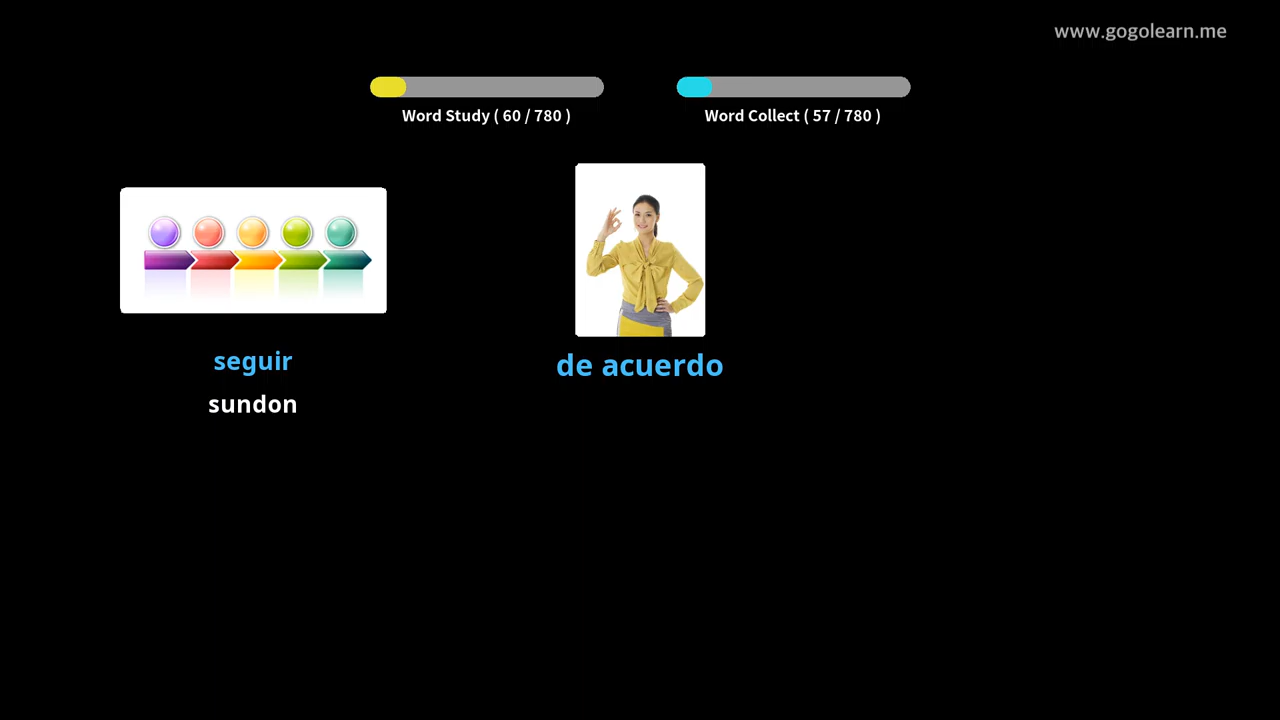 www.gogolearn.me
Word Study ( 60 / 780 )
Word Collect ( 57 / 780 )
seguir
sundon
de acuerdo